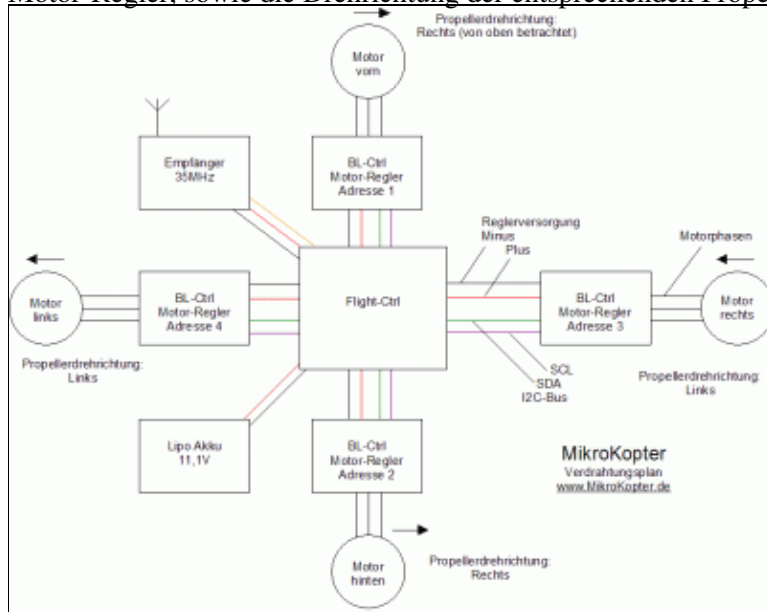 Motor-Regler, sowie die Drehrichtung der entsprechenden
Propellerdrehrichtung:
Rechts (von oben betrachtet)
Motor
vorn
Empfänger
35MHz
BL-Ctrl
Motor-Regler
Adresse 1
Reglerversorgung
Minus
Plus
Motorphasen
Motor
links
BL-Ctrl
Motor-Regler
Adresse 4
Flight-Ctrl
BL-Ctrl
Motor-Regler
Adresse 3
Motor
rechts
Propellerdrehrichtung:
Links
SCL
SDA
I2C-Bus
Propellerdrehrichtung:
Links
Lipo Akku
11,1V
BL-Ctrl
Motor-Regler
Adresse 2
MikroKopter
Verdrahtungsplan
www.MikroKopter.de
Motor
hinten
Propellerdrehrichtung:
Rechts